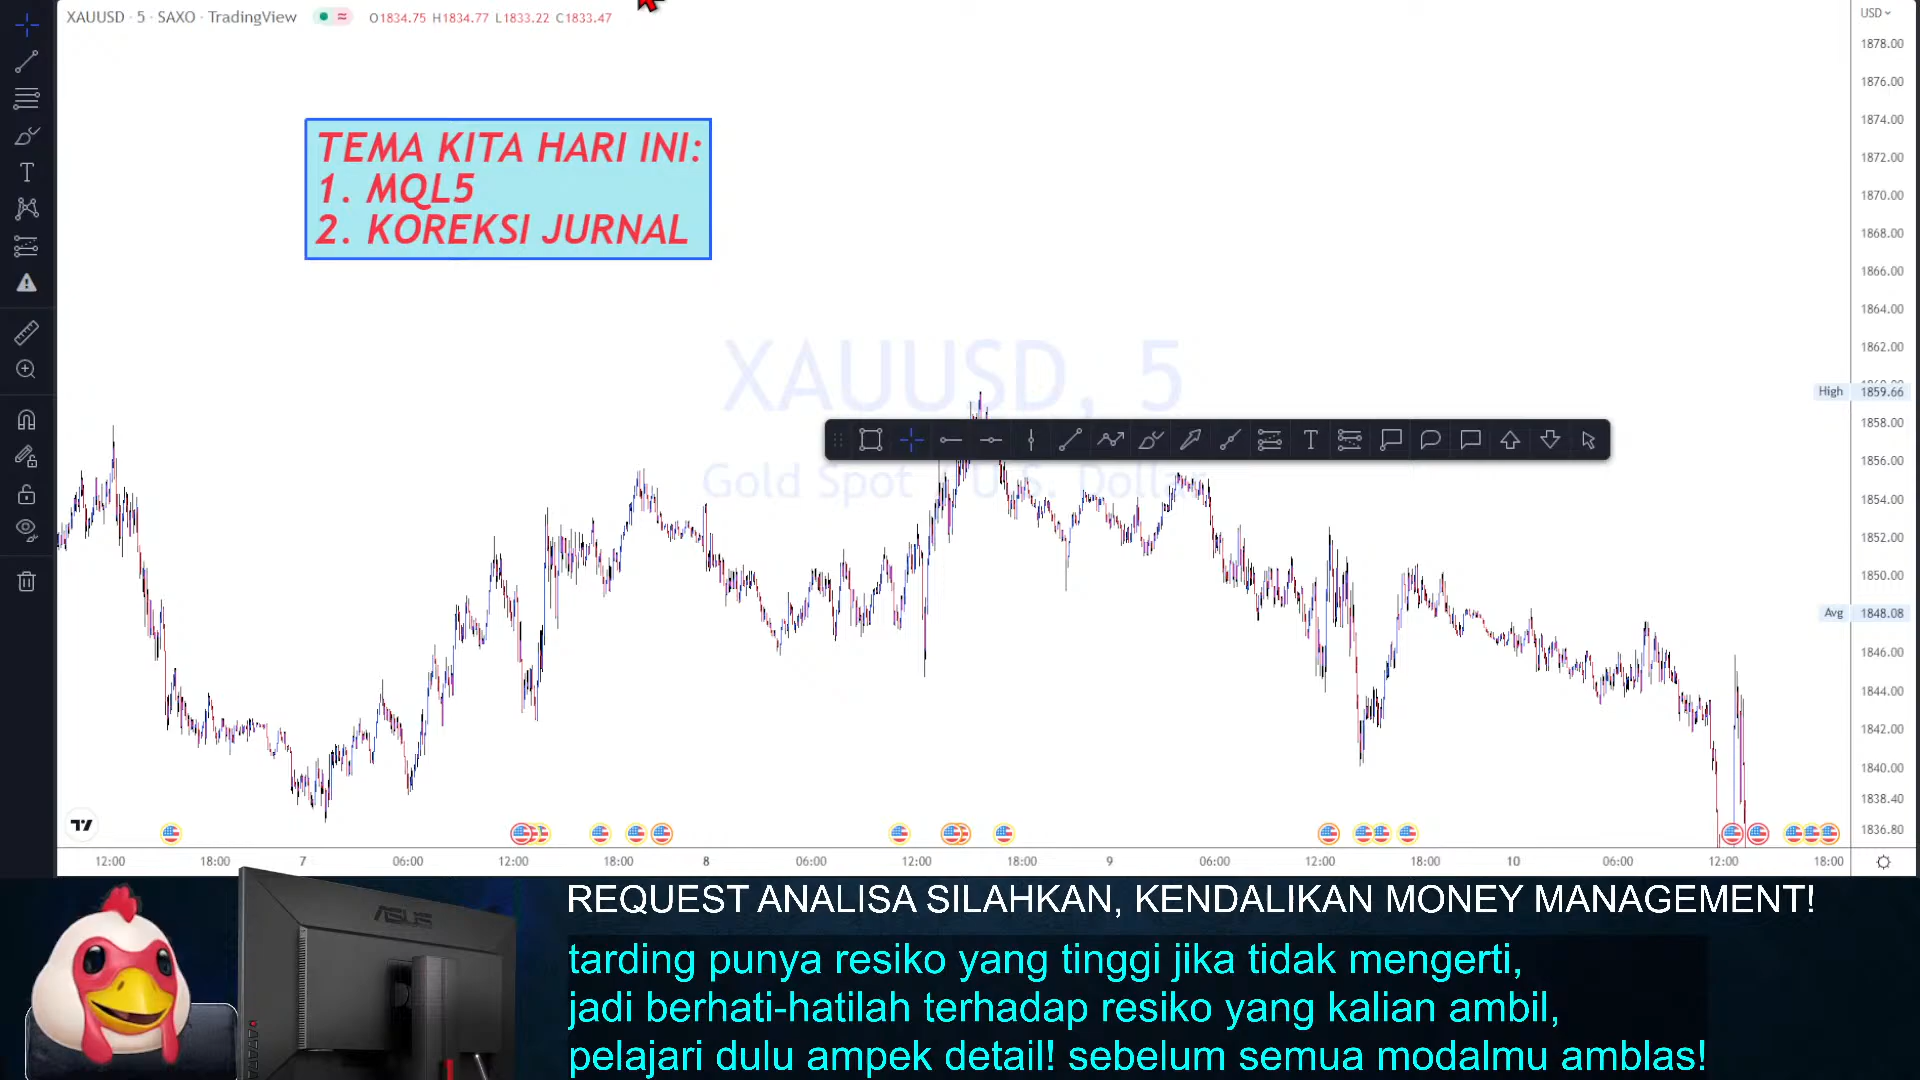 XAUUSD · 5 · SAXO · TradingView
O1834.75 H1834.77 L1833.22 C1833.47
USD
TEMA KITA HARI INI:
1. MQL5
2. KOREKSI JURNAL
XAUUSD, 5
Gold Spot / U.S. Dollar
1878.00
1876.00
1874.00
1872.00
1870.00
1868.00
1866.00
1864.00
1862.00
High 1859.66
1858.00
1856.00
1854.00
1852.00
1850.00
Avg 1848.08
1846.00
1844.00
1842.00
1840.00
1838.40
1836.80
12:00 18:00 7 06:00 12:00 18:00 8 06:00 12:00 18:00 9 06:00 12:00 18:00 10 06:00 12:00 18:00
ASUS
REQUEST ANALISA SILAHKAN, KENDALIKAN MONEY MANAGEMENT!
tarding punya resiko yang tinggi jika tidak mengerti,
jadi berhati-hatilah terhadap resiko yang kalian ambil,
pelajari dulu ampek detail! sebelum semua modalmu amblas!